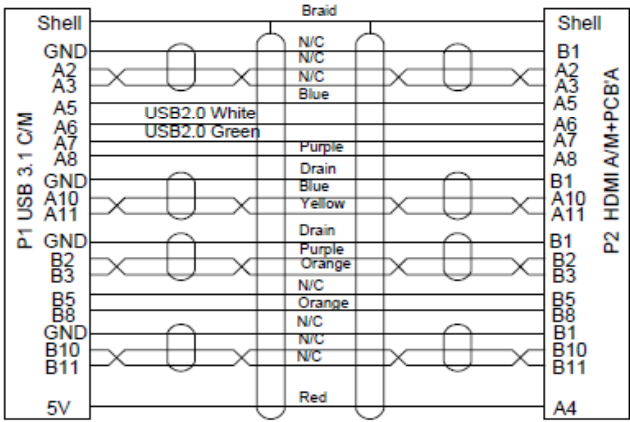 Braid
Shell Shell
N/C
GND N/C B1
A2 A2
A3 N/C A3
Blue
A5 A5
USB2.0 White
A6 A6
USB2.0 Green
A7 A7
Purple
A8 A8
Drain
GND B1
Blue
A10 A10
Yellow
A11 A11
Drain
GND B1
Purple
B2 B2
Orange
B3 B3
N/C
B5 B5
Orange
B8 B8
N/C
GND B1
N/C
B10 B10
N/C
B11 B11
Red
5V A4
P1 USB 3.1 C/M
P2 HDMI A/M+PCB'A